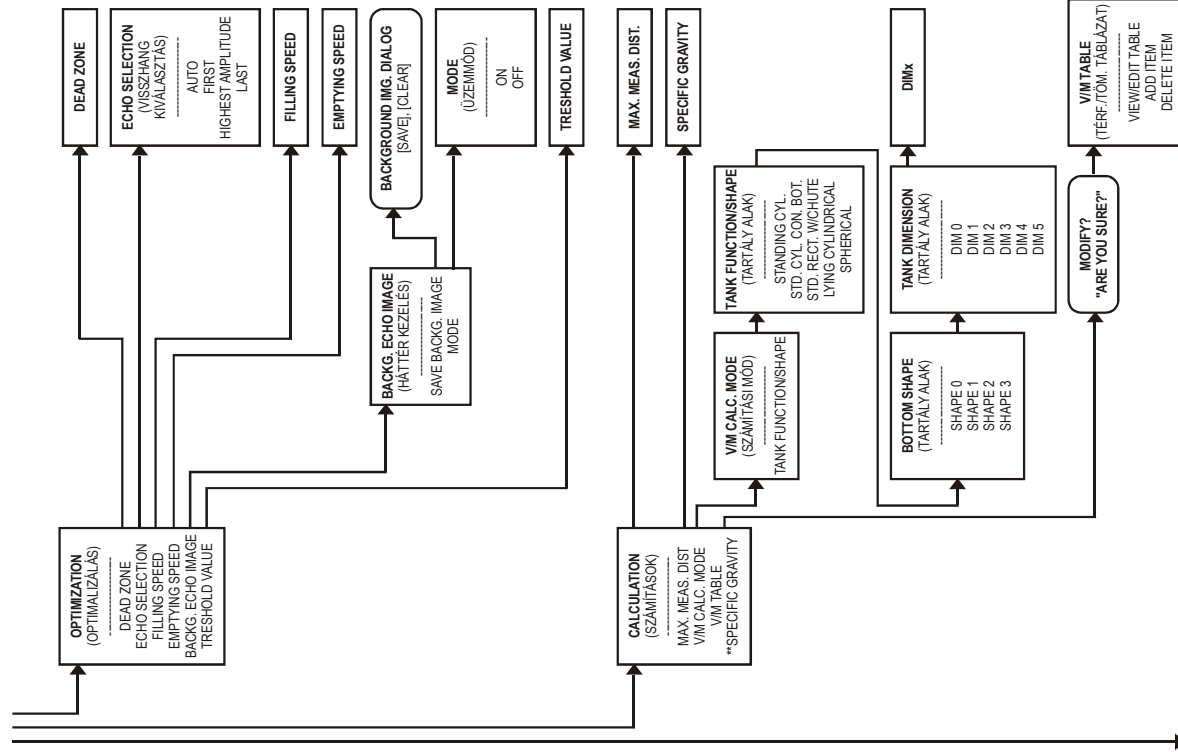 OPTIMIZATION
(OPTIMALIZÁLÁS)
DEAD ZONE
ECHO SELECTION
FILLING SPEED
EMPTYING SPEED
BACKG. ECHO IMAGE
TRESHOLD VALUE
DEAD ZONE
ECHO SELECTION
(VISSZHANG
KIVÁLASZTÁS)
AUTO
FIRST
HIGHEST AMPLITUDE
LAST
FILLING SPEED
EMPTYING SPEED
BACKG. ECHO IMAGE
(HÁTTÉR KEZELÉS)
SAVE BACKG. IMAGE
MODE
BACKGROUND IMG. DIALOG
[SAVE], [CLEAR]
MODE
(ÜZEMMÓD)
ON
OFF
TRESHOLD VALUE
CALCULATION
(SZÁMÍTÁSOK)
MAX. MEAS. DIST
V/M CALC. MODE
V/M TABLE
**SPECIFIC GRAVITY
MAX. MEAS. DIST.
SPECIFIC GRAVITY
V/M CALC. MODE
(SZÁMÍTÁSI MÓD)
TANK FUNCTION/SHAPE
TANK FUNCTION/SHAPE
(TARTÁLY ALAK)
STANDING CYL.
STD. CYL. CON. BOT.
STD. RECT. W/CHUTE
LYING CYLINDRICAL
SPHERICAL
BOTTOM SHAPE
(TARTÁLY ALAK)
SHAPE 0
SHAPE 1
SHAPE 2
SHAPE 3
TANK DIMENSION
(TARTÁLY ALAK)
DIM 0
DIM 1
DIM 2
DIM 3
DIM 4
DIM 5
DIMx
MODIFY?
"ARE YOU SURE?"
V/M TABLE
(TÉRF./TÖM. TÁBLÁZAT)
VIEW/EDIT TABLE
ADD ITEM
DELETE ITEM